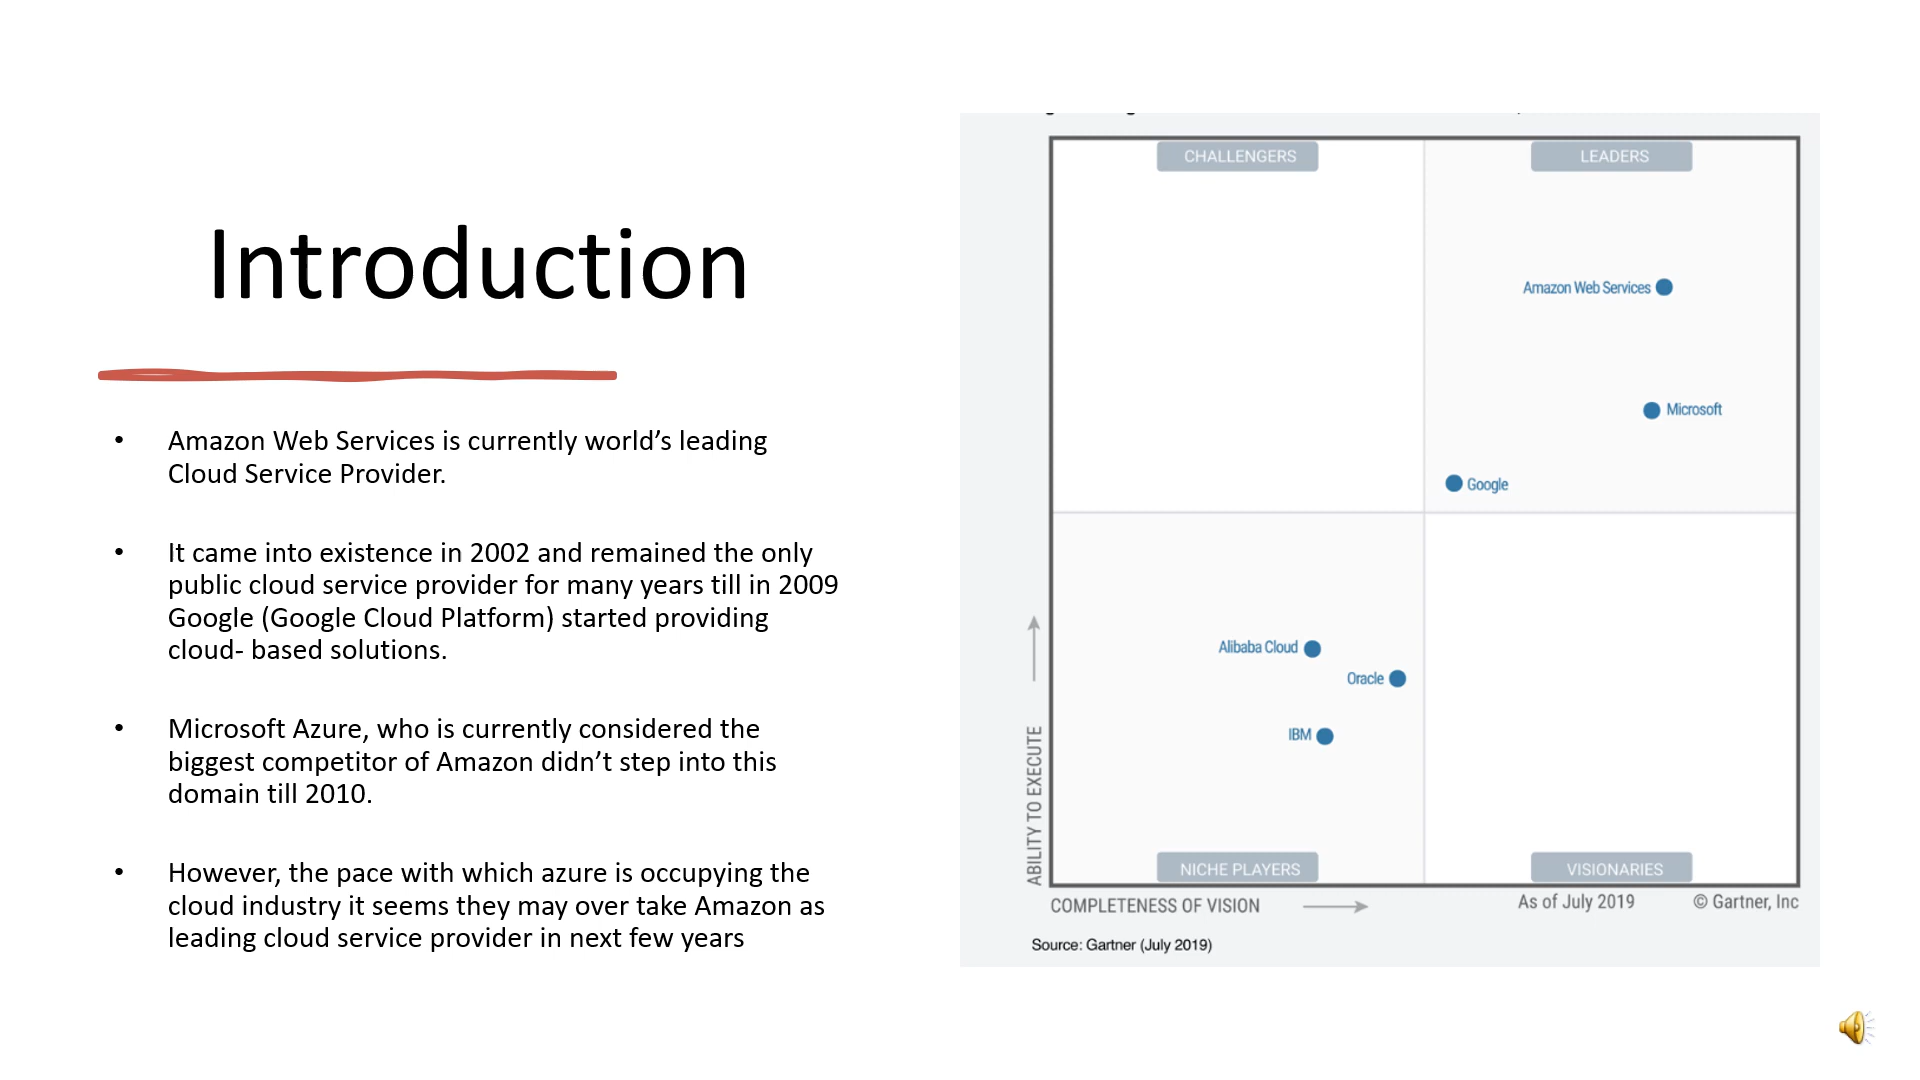 Introduction
• Amazon Web Services is currently world’s leading
Cloud Service Provider.
• It came into existence in 2002 and remained the only
public cloud service provider for many years till in 2009
Google (Google Cloud Platform) started providing
cloud- based solutions.
• Microsoft Azure, who is currently considered the
biggest competitor of Amazon didn’t step into this
domain till 2010.
• However, the pace with which azure is occupying the
cloud industry it seems they may over take Amazon as
leading cloud service provider in next few years
CHALLENGERS
LEADERS
Amazon Web Services
Microsoft
Google
Alibaba Cloud
Oracle
IBM
NICHE PLAYERS
VISIONARIES
ABILITY TO EXECUTE
COMPLETENESS OF VISION
As of July 2019
© Gartner, Inc
Source: Gartner (July 2019)